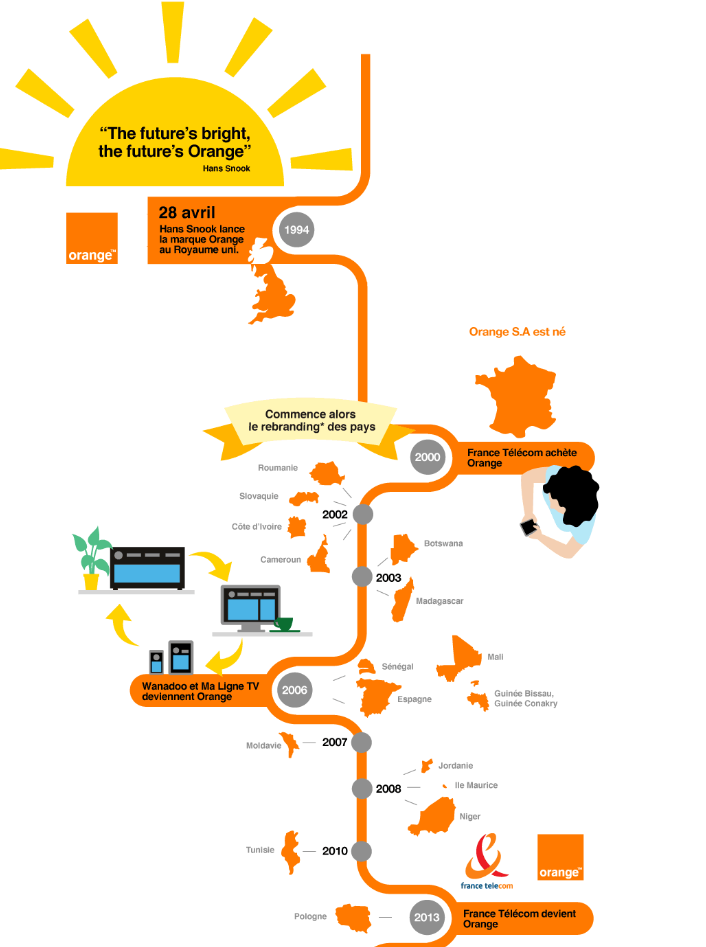 “The future’s bright,
the future’s Orange”
Hans Snook
28 avril
Hans Snook lance
la marque Orange
au Royaume uni.
1994
orange™
Orange S.A est né
Commence alors
le rebranding* des pays
2000
France Télécom achète
Orange
Roumanie
Slovaquie
2002
Côte d’Ivoire
Cameroun
Botswana
2003
Madagascar
Wanadoo et Ma Ligne TV
deviennent Orange
2006
Sénégal
Espagne
Mali
Guinée Bissau,
Guinée Conakry
Moldavie
2007
2008
Jordanie
Ile Maurice
Niger
Tunisie
2010
france telecom
orange™
Pologne
2013
France Télécom devient
Orange